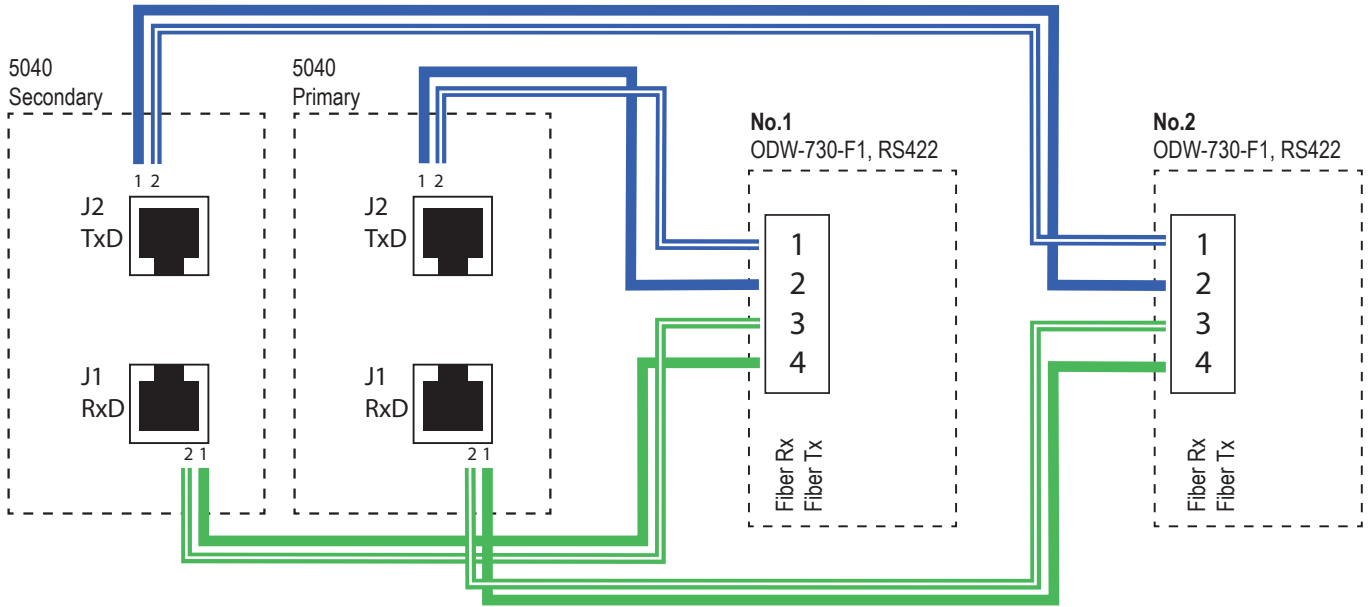 5040
Secondary
1 2
J2
TxD
J1
RxD
2 1
5040
Primary
1 2
J2
TxD
J1
RxD
2 1
No.1
ODW-730-F1, RS422
1
2
3
4
Fiber Rx
Fiber Tx
No.2
ODW-730-F1, RS422
1
2
3
4
Fiber Rx
Fiber Tx